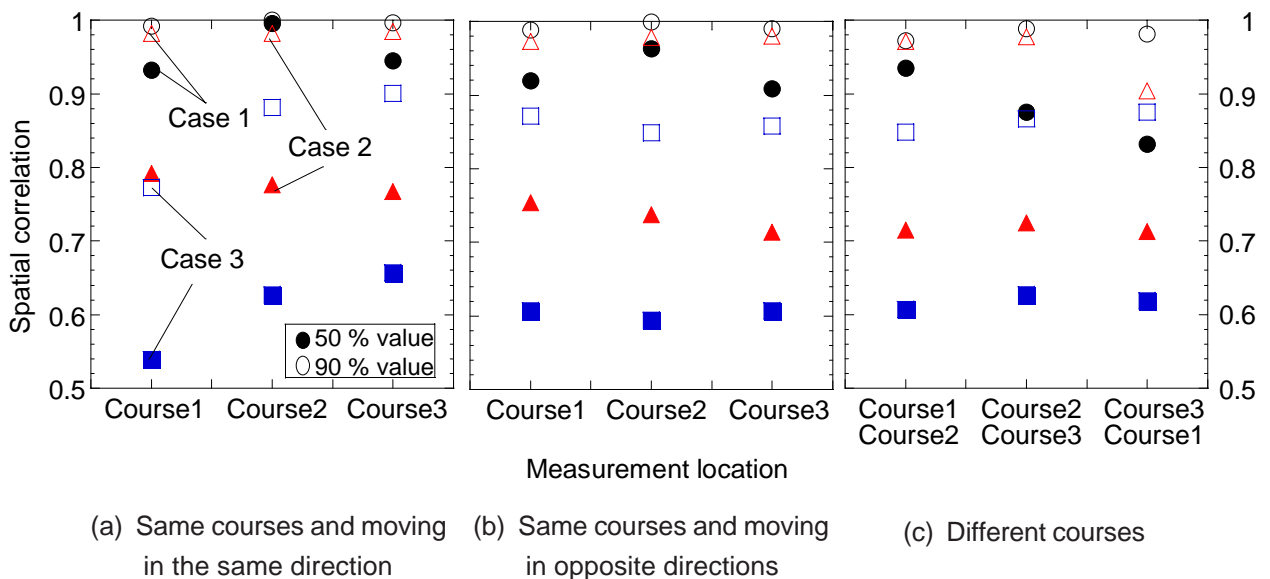 Spatial correlation
1
0.9
0.8
0.7
0.6
0.5
Case 1
Case 2
Case 3
50 % value
90 % value
Course1 Course2 Course3
Course1 Course2 Course3
Course1 Course2 Course3
Course2 Course3 Course1
1
0.9
0.8
0.7
0.6
0.5
Measurement location
(a) Same courses and moving
in the same direction
(b) Same courses and moving
in opposite directions
(c) Different courses